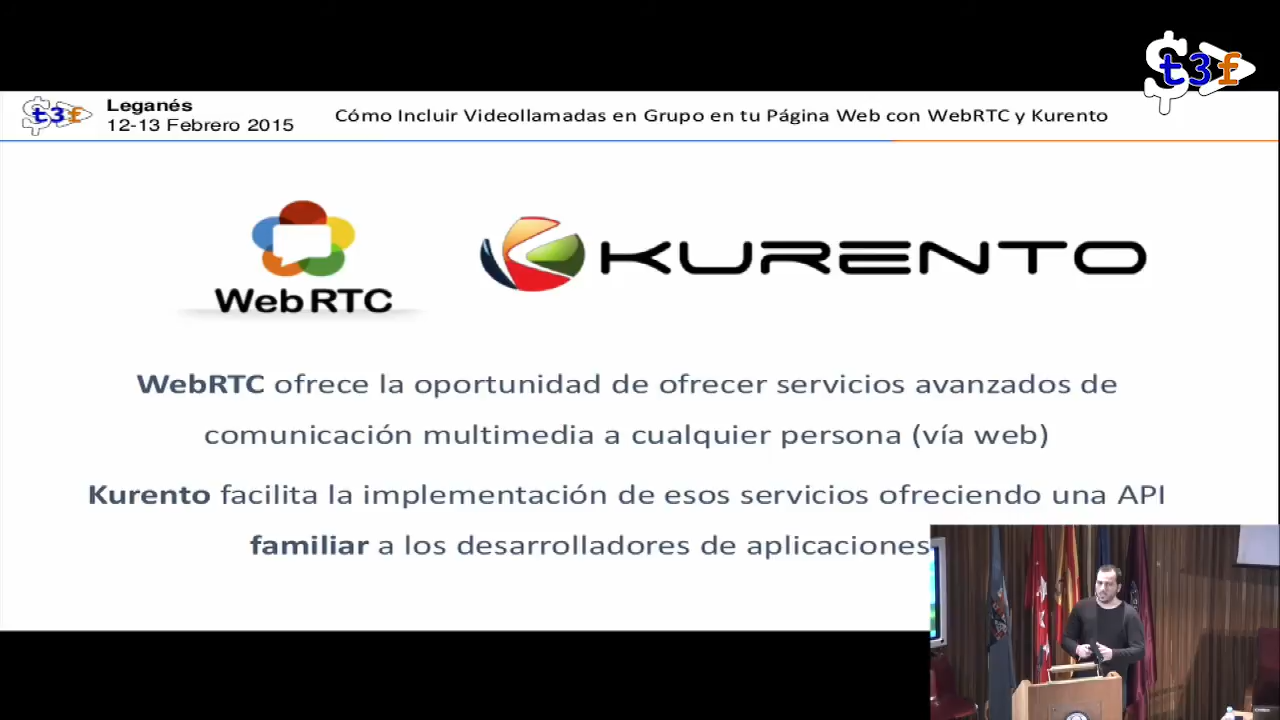 t3f
t3f
Leganés
12-13 Febrero 2015
Cómo Incluir Videollamadas en Grupo en tu Página Web con WebRTC y Kurento
WebRTC
KURENTO
WebRTC ofrece la oportunidad de ofrecer servicios avanzados de
comunicación multimedia a cualquier persona (vía web)
Kurento facilita la implementación de esos servicios ofreciendo una API
familiar a los desarrolladores de aplicaciones